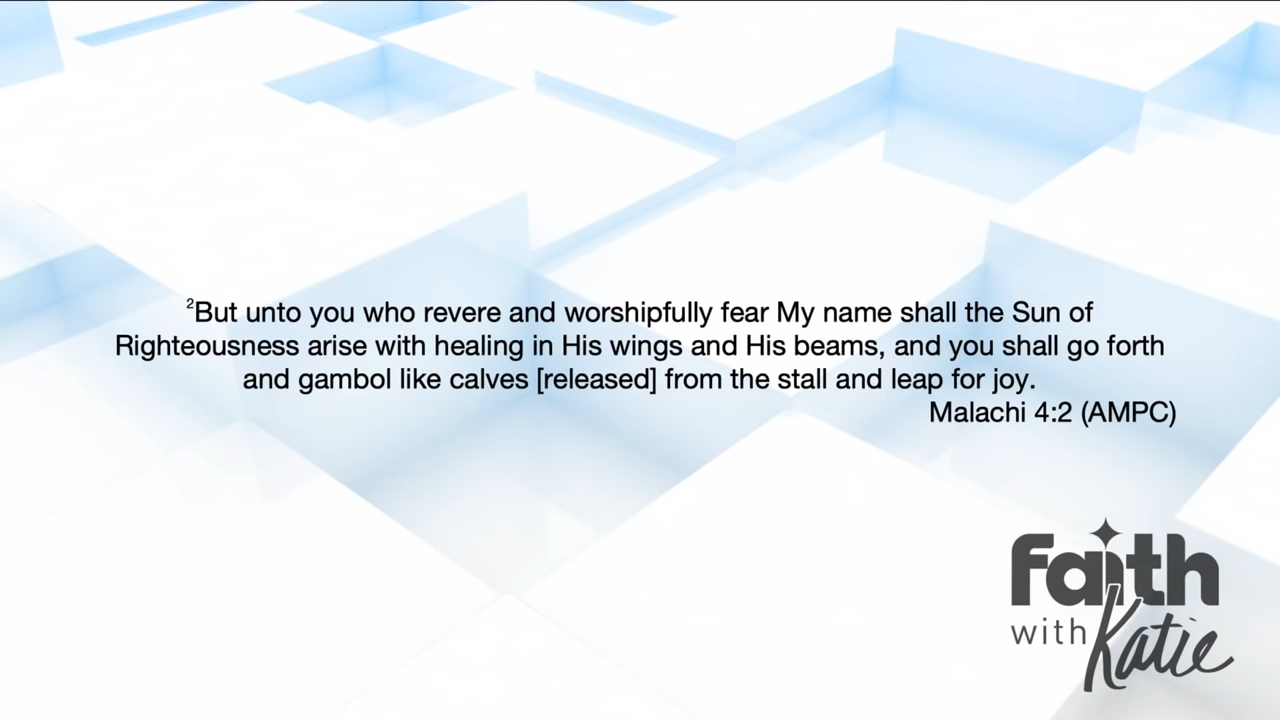 ²But unto you who revere and worshipfully fear My name shall the Sun of
Righteousness arise with healing in His wings and His beams, and you shall go forth
and gambol like calves [released] from the stall and leap for joy.
Malachi 4:2 (AMPC)
faith
with Katie